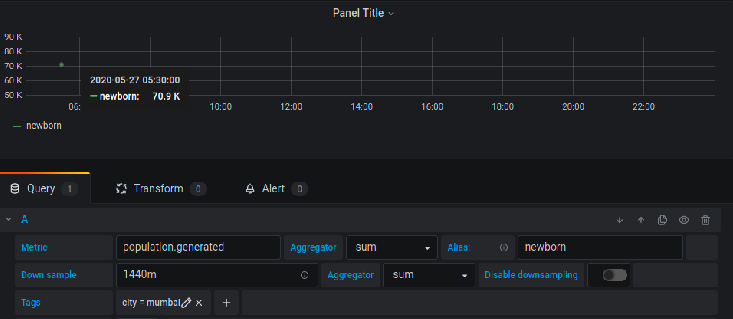 Panel Title
90 K
80 K
70 K
60 K
50 K
2020-05-27 05:30:00
newborn: 70.9 K
06: 10:00 12:00 14:00 16:00 18:00 20:00 22:00
newborn
Query 1 Transform 0 Alert 0
A
Metric population.generated Aggregator sum Alias: newborn
Down sample 1440m Aggregator sum Disable downsampling
Tags city = mumbai +